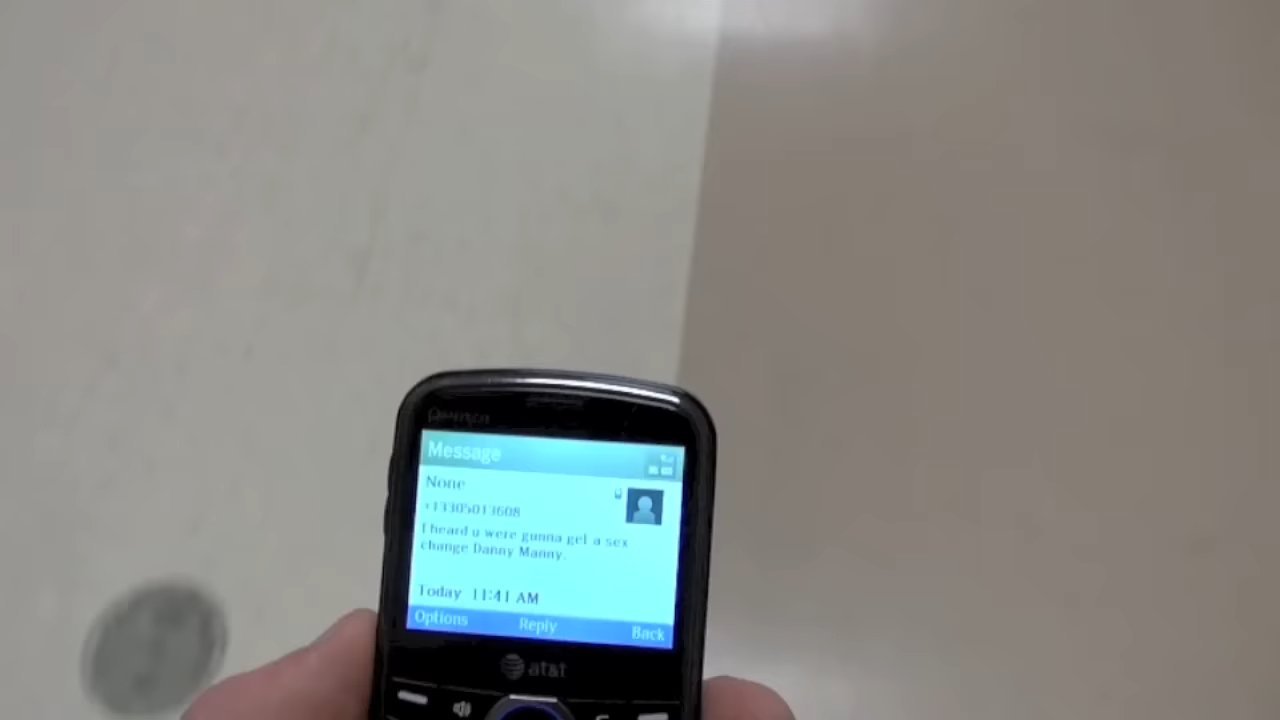 Pantech
Message
None
+13305013608
I heard u were gunna get a sex
change Danny Manny.
Today 11:41 AM
Options Reply Back
at&t